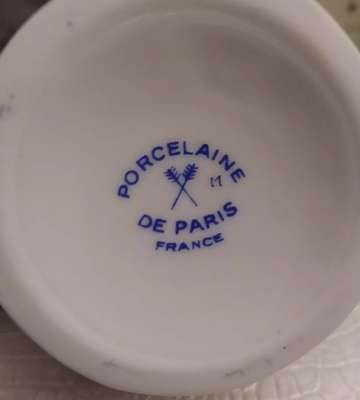 PORCELAINE
M
DE PARIS
FRANCE